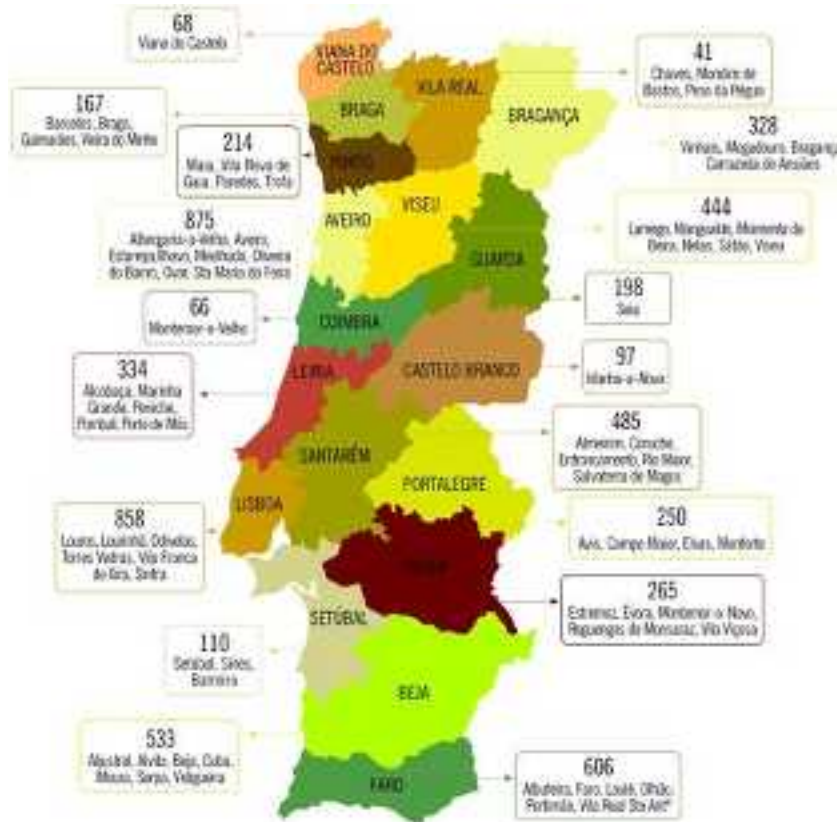 68
Viana do Castelo
VIANA DO
CASTELO
VILA REAL
41
Chaves, Mondim de
Bastos, Peso da Régua
BRAGA
BRAGANÇA
167
Barcelos, Braga,
Guimarães, Vieira do Minho
214
Maia, Vila Nova de
Gaia, Paredes, Trofa
PORTO
328
Vinhais, Mogadouro, Bragança,
Carrazeda de Ansiães
AVEIRO
VISEU
875
Albergaria-a-Velha, Aveiro,
Estarreja, Ílhavo, Mealhada, Oliveira
do Bairro, Ovar, Sta Maria da Feira
444
Lamego, Mangualde, Moimenta da
Beira, Nelas, Sátão, Viseu
GUARDA
66
Montemor-o-Velho
COIMBRA
198
Seia
LEIRIA
CASTELO BRANCO
97
Idanha-a-Nova
334
Alcobaça, Marinha
Grande, Peniche,
Pombal, Porto de Mós
485
Almeirim, Coruche,
Entroncamento, Rio Maior,
Salvaterra de Magos
SANTARÉM
PORTALEGRE
LISBOA
858
Loures, Lourinhã, Odivelas,
Torres Vedras, Vila Franca
de Xira, Sintra
250
Avis, Campo Maior, Elvas, Monforte
265
Estremoz, Évora, Montemor-o-Novo,
Reguengos de Monsaraz, Vila Viçosa
SETÚBAL
110
Setúbal, Sines,
Barreiro
BEJA
533
Aljustrel, Alvito, Beja, Cuba,
Moura, Serpa, Vidigueira
FARO
606
Albufeira, Faro, Loulé, Olhão,
Portimão, Vila Real Sto Antº